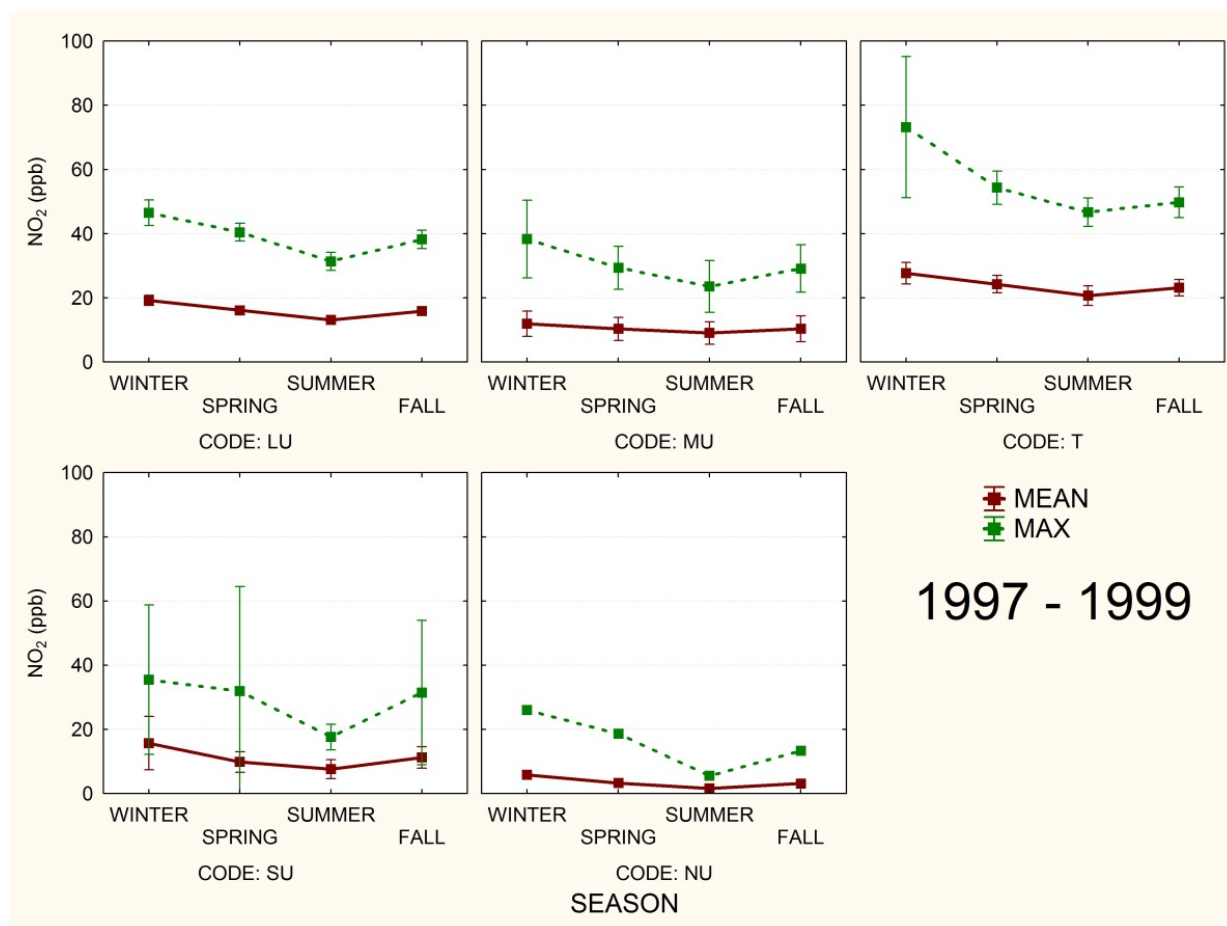 100
80
60
40
20
0
NO₂ (ppb)
WINTER SUMMER
SPRING FALL
CODE: LU
WINTER SUMMER
SPRING FALL
CODE: MU
WINTER SUMMER
SPRING FALL
CODE: T
100
80
60
40
20
0
NO₂ (ppb)
WINTER SUMMER
SPRING FALL
CODE: SU
WINTER SUMMER
SPRING FALL
CODE: NU
MEAN
MAX
1997 - 1999
SEASON